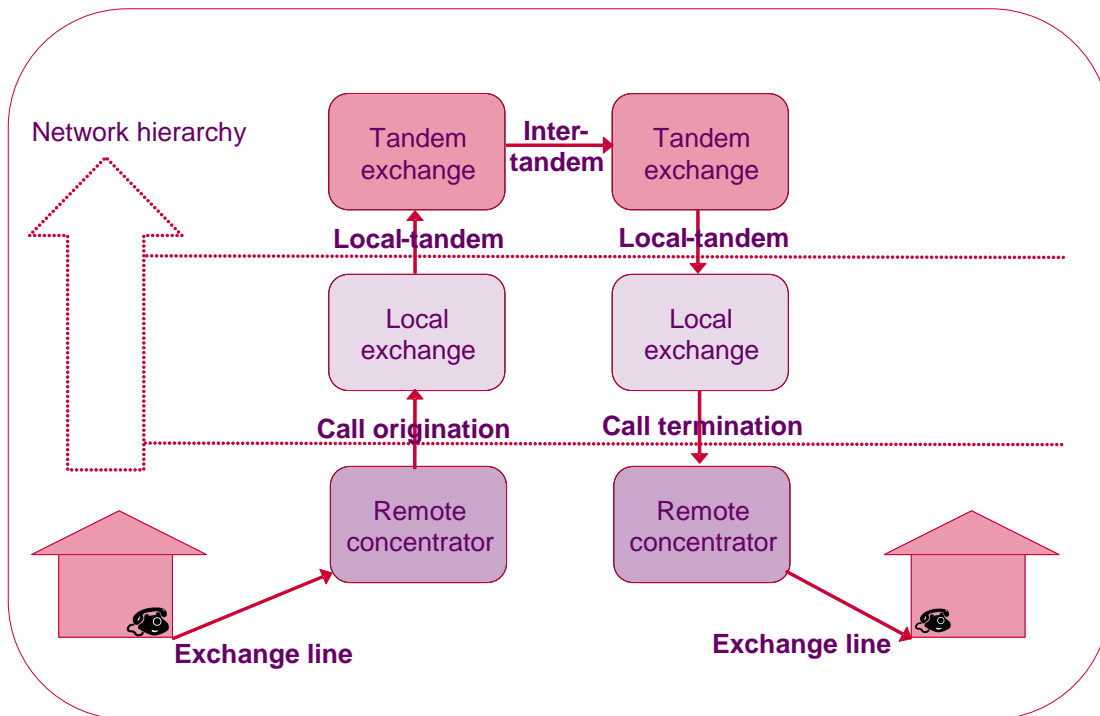 Network hierarchy
Tandem
exchange
Inter-
tandem
Tandem
exchange
Local-tandem
Local-tandem
Local
exchange
Local
exchange
Call origination
Call termination
Remote
concentrator
Remote
concentrator
Exchange line
Exchange line